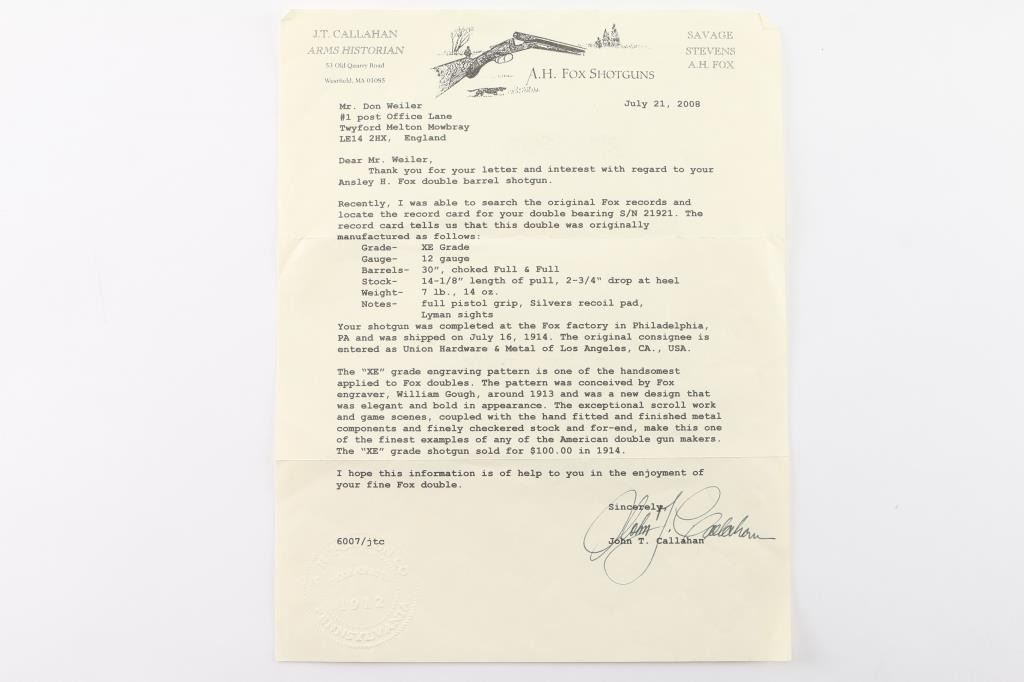 J.T. CALLAHAN
ARMS HISTORIAN
53 Old Quarry Road
Westfield, MA 01085
A.H. FOX SHOTGUNS
SAVAGE
STEVENS
A.H. FOX
Mr. Don Weiler
July 21, 2008
#1 post Office Lane
Twyford Melton Mowbray
LE14 2HX, England
Dear Mr. Weiler,
Thank you for your letter and interest with regard to your
Ansley H. Fox double barrel shotgun.
Recently, I was able to search the original Fox records and
locate the record card for your double bearing S/N 21921. The
record card tells us that this double was originally
manufactured as follows:
Grade- XE Grade
Gauge- 12 gauge
Barrels- 30", choked Full & Full
Stock- 14-1/8" length of pull, 2-3/4" drop at heel
Weight- 7 lb., 14 oz.
Notes- full pistol grip, Silvers recoil pad,
Lyman sights
Your shotgun was completed at the Fox factory in Philadelphia,
PA and was shipped on July 16, 1914. The original consignee is
entered as Union Hardware & Metal of Los Angeles, CA., USA.
The "XE" grade engraving pattern is one of the handsomest
applied to Fox doubles. The pattern was conceived by Fox
engraver, William Gough, around 1913 and was a new design that
was elegant and bold in appearance. The exceptional scroll work
and game scenes, coupled with the hand fitted and finished metal
components and finely checkered stock and for-end, make this one
of the finest examples of any of the American double gun makers.
The "XE" grade shotgun sold for $100.00 in 1914.
I hope this information is of help to you in the enjoyment of
your fine Fox double.
Sincerely,
John T. Callahan
6007/jtc
John T. Callahan
1912
PENNSYLVANIA